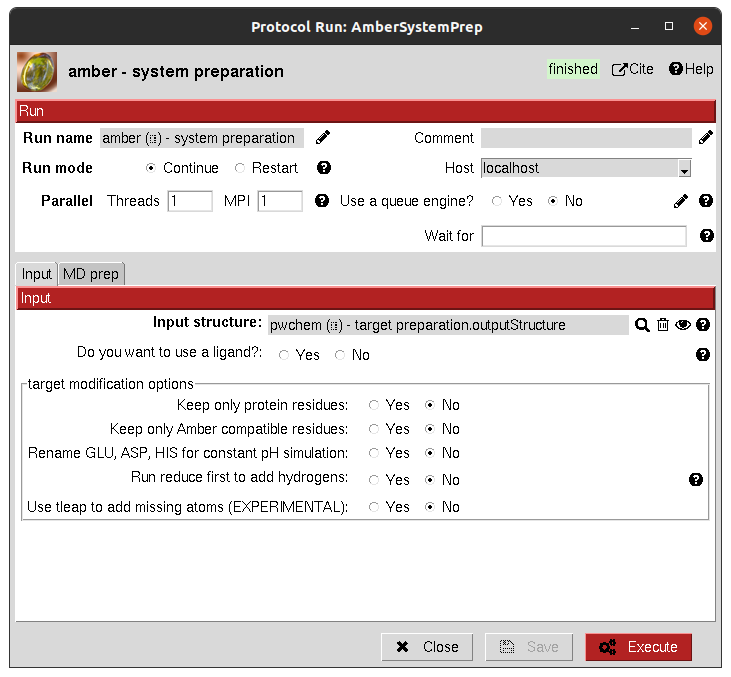 Protocol Run: AmberSystemPrep
amber - system preparation
finished Cite Help
Run
Run name amber (⚅) - system preparation Comment
Run mode Continue Restart Host localhost
Parallel Threads 1 MPI 1 Use a queue engine? Yes No
Wait for
Input MD prep
Input
Input structure: pwchem (⚅) - target preparation.outputStructure
Do you want to use a ligand?: Yes No
target modification options
Keep only protein residues: Yes No
Keep only Amber compatible residues: Yes No
Rename GLU, ASP, HIS for constant pH simulation: Yes No
Run reduce first to add hydrogens: Yes No
Use tleap to add missing atoms (EXPERIMENTAL): Yes No
Close Save Execute